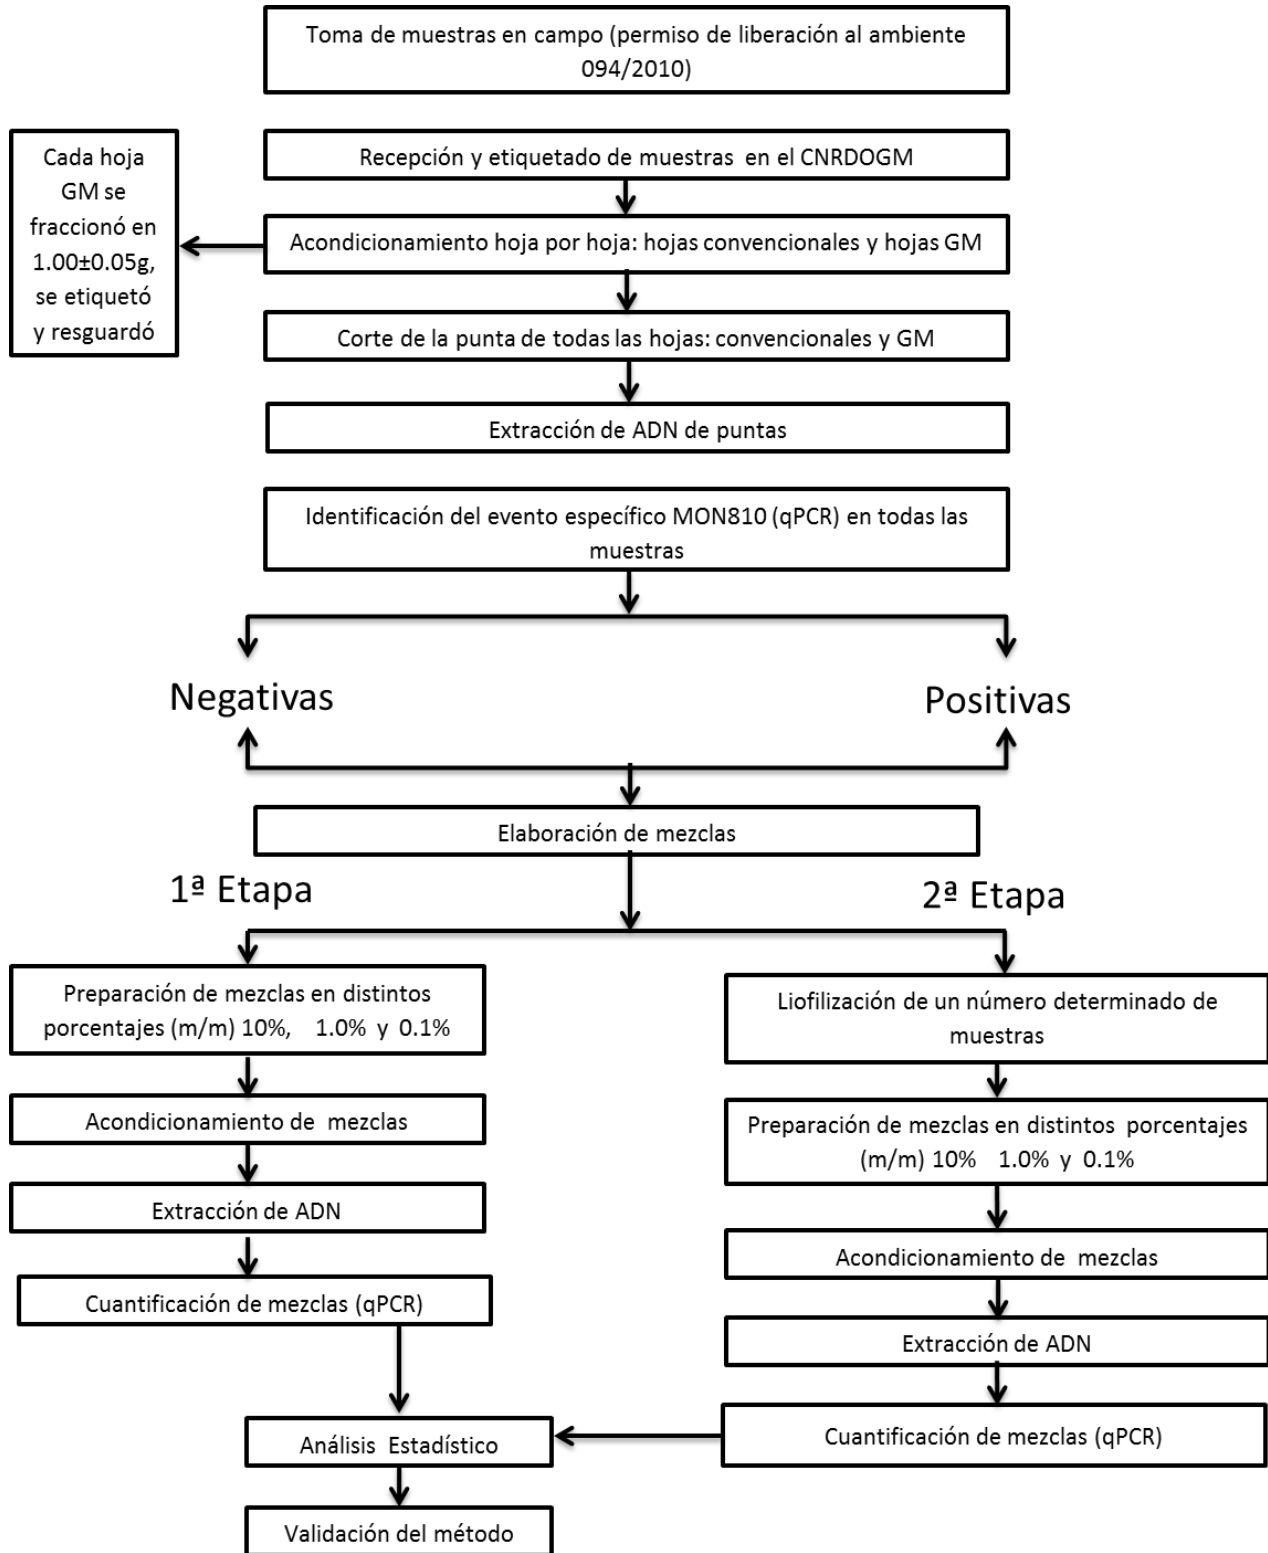 Toma de muestras en campo (permiso de liberación al ambiente
094/2010)
Recepción y etiquetado de muestras en el CNRDOGM
Cada hoja
GM se
fraccionó en
1.00±0.05g,
se etiquetó
y resguardó
Acondicionamiento hoja por hoja: hojas convencionales y hojas GM
Corte de la punta de todas las hojas: convencionales y GM
Extracción de ADN de puntas
Identificación del evento específico MON810 (qPCR) en todas las
muestras
Negativas
Positivas
Elaboración de mezclas
1ª Etapa
2ª Etapa
Preparación de mezclas en distintos
porcentajes (m/m) 10%, 1.0% y 0.1%
Acondicionamiento de mezclas
Extracción de ADN
Cuantificación de mezclas (qPCR)
Liofilización de un número determinado de
muestras
Preparación de mezclas en distintos porcentajes
(m/m) 10% 1.0% y 0.1%
Acondicionamiento de mezclas
Extracción de ADN
Cuantificación de mezclas (qPCR)
Análisis Estadístico
Validación del método